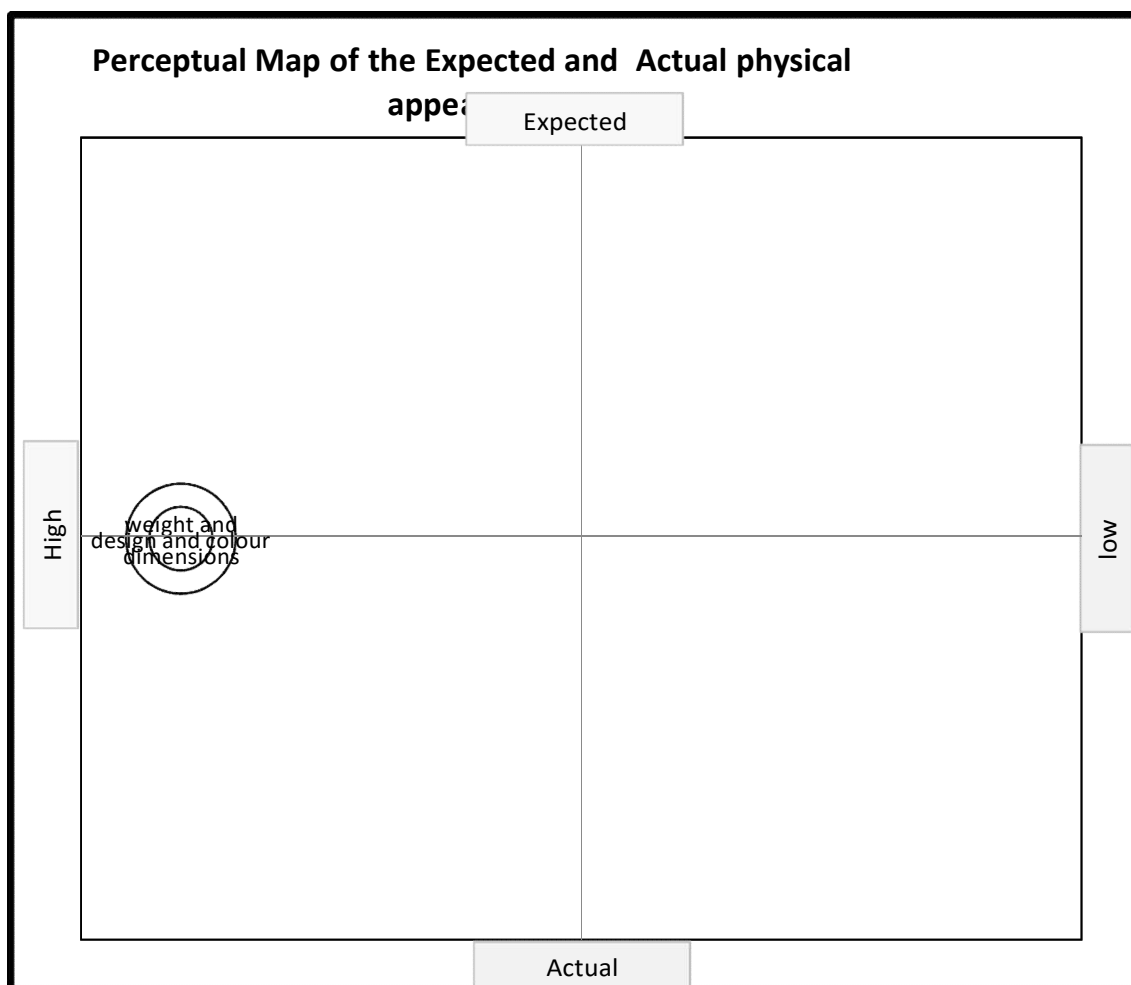 Perceptual Map of the Expected and Actual physical
appea
Expected
High
weight and
design and colour
dimensions
low
Actual